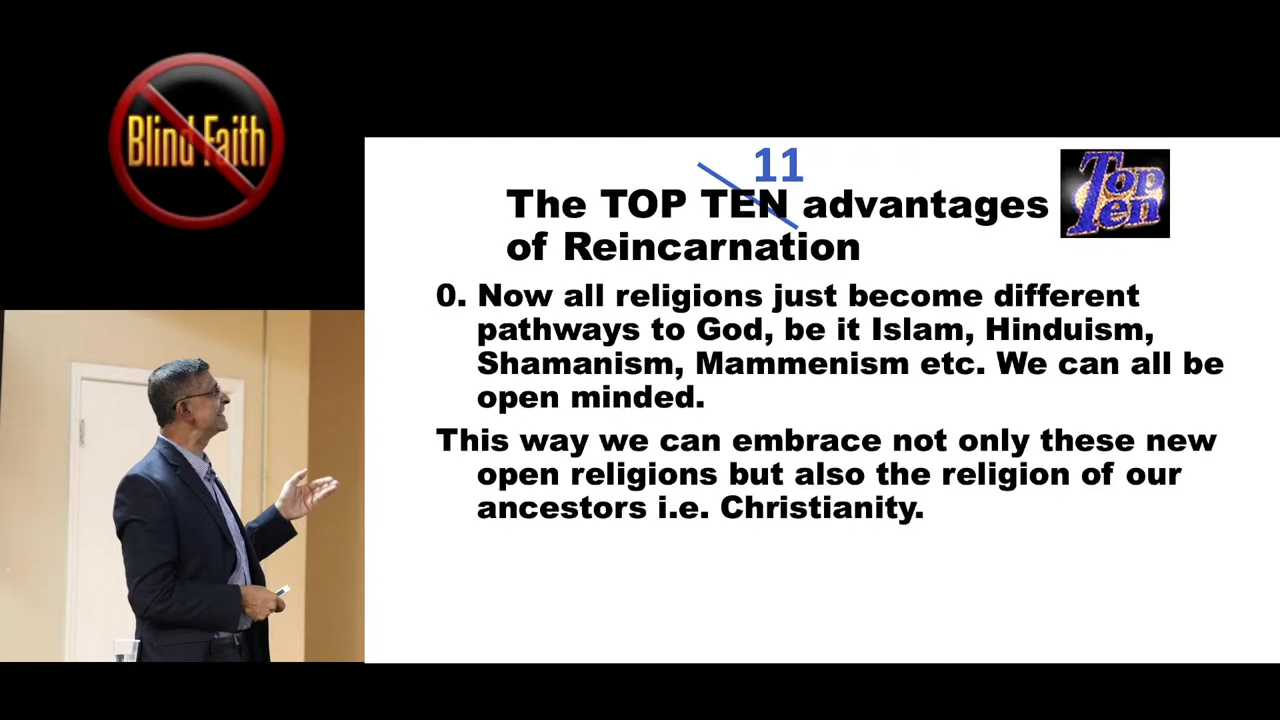 Blind Faith
11
The TOP TEN advantages
of Reincarnation
Top
Ten
0. Now all religions just become different
pathways to God, be it Islam, Hinduism,
Shamanism, Mammenism etc. We can all be
open minded.
This way we can embrace not only these new
open religions but also the religion of our
ancestors i.e. Christianity.